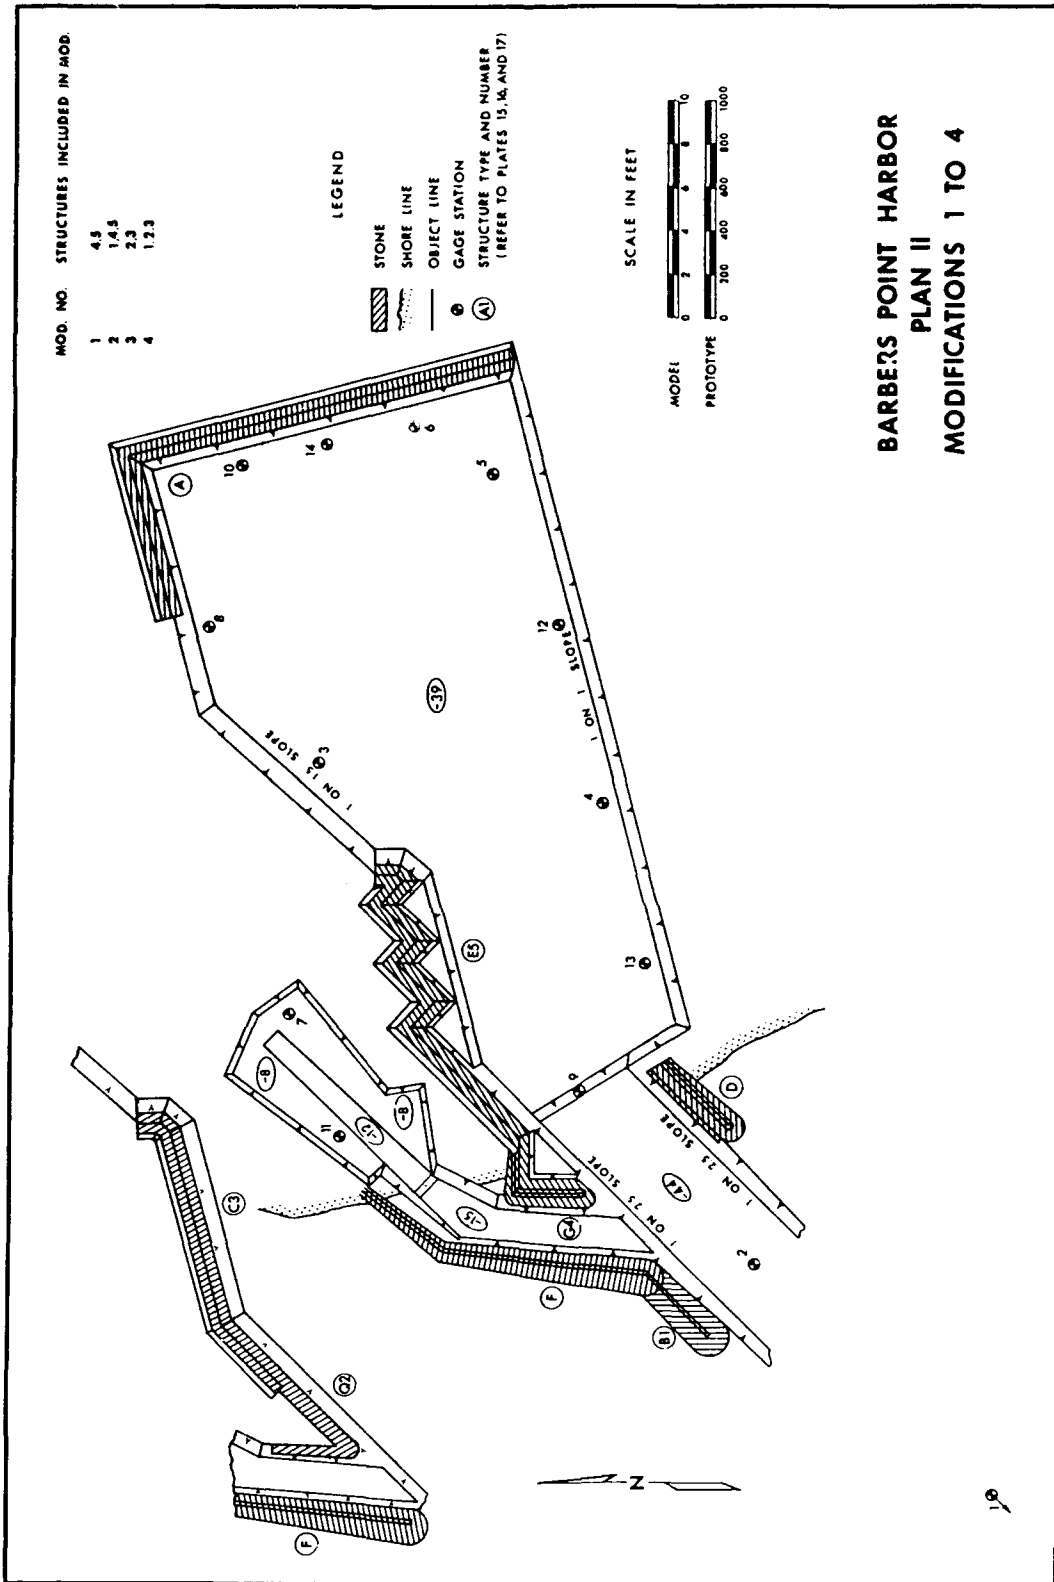 MOD. NO. STRUCTURES INCLUDED IN MOD.
1 4,5
2 1,4,5
3 2,3
4 1,2,3
LEGEND
STONE
SHORE LINE
OBJECT LINE
GAGE STATION
A1 STRUCTURE TYPE AND NUMBER
(REFER TO PLATES 15,16, AND 17)
SCALE IN FEET
MODEL 0 2 4 6 8 10
PROTOTYPE 0 200 400 600 800 1000
BARBERS POINT HARBOR
PLAN II
MODIFICATIONS 1 TO 4
A
10
14
6
5
8
12
-39
1 ON 1 SLOPE
1 ON 1.5 SLOPE
3
4
13
E5
7
-8
11
-12
-8
9
D
C3
-15
G4
1 ON 25 SLOPE
-44
1 ON 25 SLOPE
2
F
B1
Q2
F
N
1